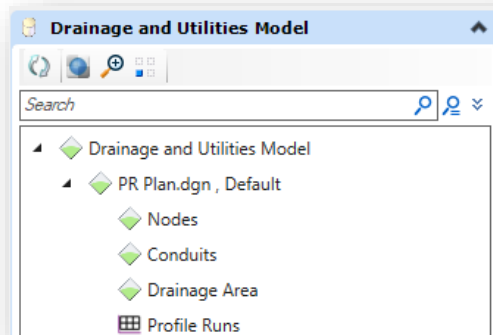 Drainage and Utilities Model
Search
Drainage and Utilities Model
PR Plan.dgn , Default
Nodes
Conduits
Drainage Area
Profile Runs